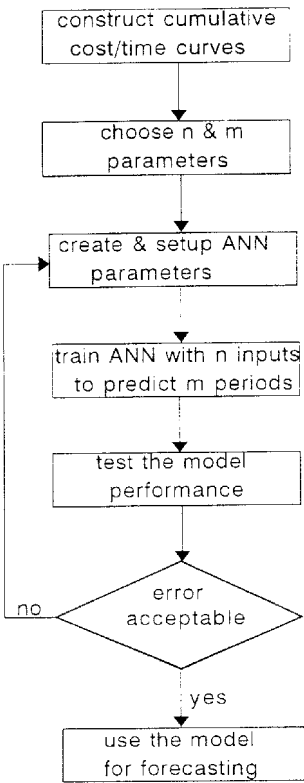 construct cumulative
cost/time curves
choose n & m
parameters
create & setup ANN
parameters
train ANN with n inputs
to predict m periods
test the model
performance
error
acceptable
no
yes
use the model
for forecasting